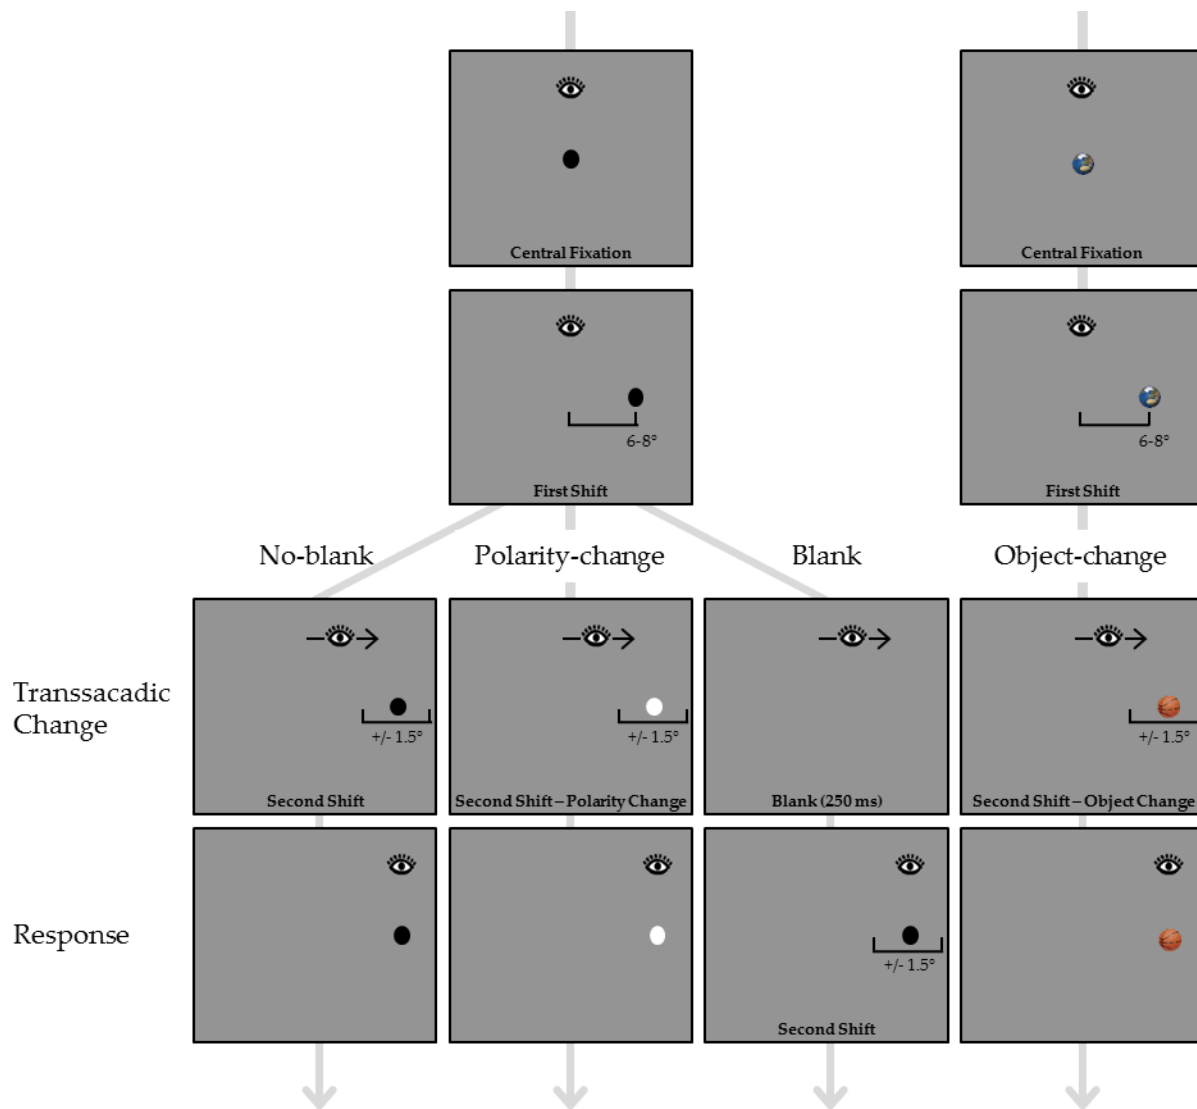 Central Fixation
Central Fixation
6-8°
6-8°
First Shift
First Shift
No-blank
Polarity-change
Blank
Object-change
Transsacadic
Change
+/- 1.5°
+/- 1.5°
+/- 1.5°
Second Shift
Second Shift – Polarity Change
Blank (250 ms)
Second Shift – Object Change
Response
+/- 1.5°
Second Shift